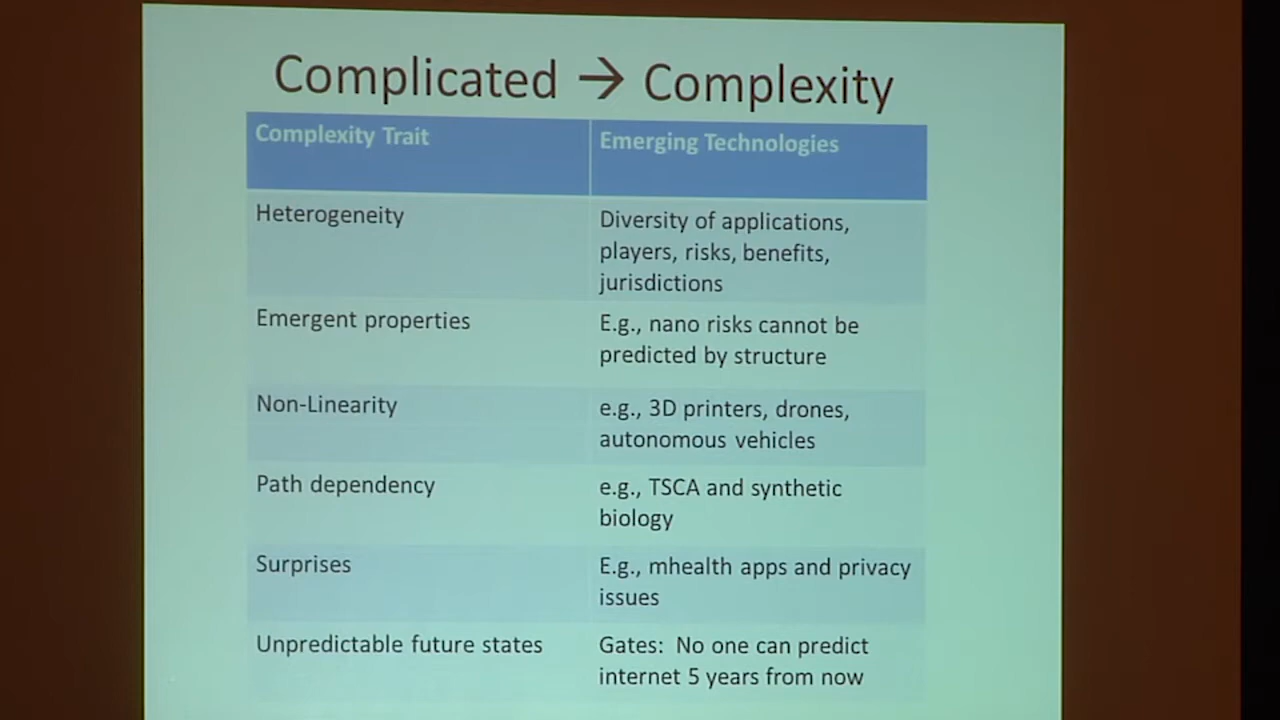 Complicated → Complexity
Complexity Trait
Emerging Technologies
Heterogeneity
Diversity of applications,
players, risks, benefits,
jurisdictions
Emergent properties
E.g., nano risks cannot be
predicted by structure
Non-Linearity
e.g., 3D printers, drones,
autonomous vehicles
Path dependency
e.g., TSCA and synthetic
biology
Surprises
E.g., mhealth apps and privacy
issues
Unpredictable future states
Gates:  No one can predict
internet 5 years from now